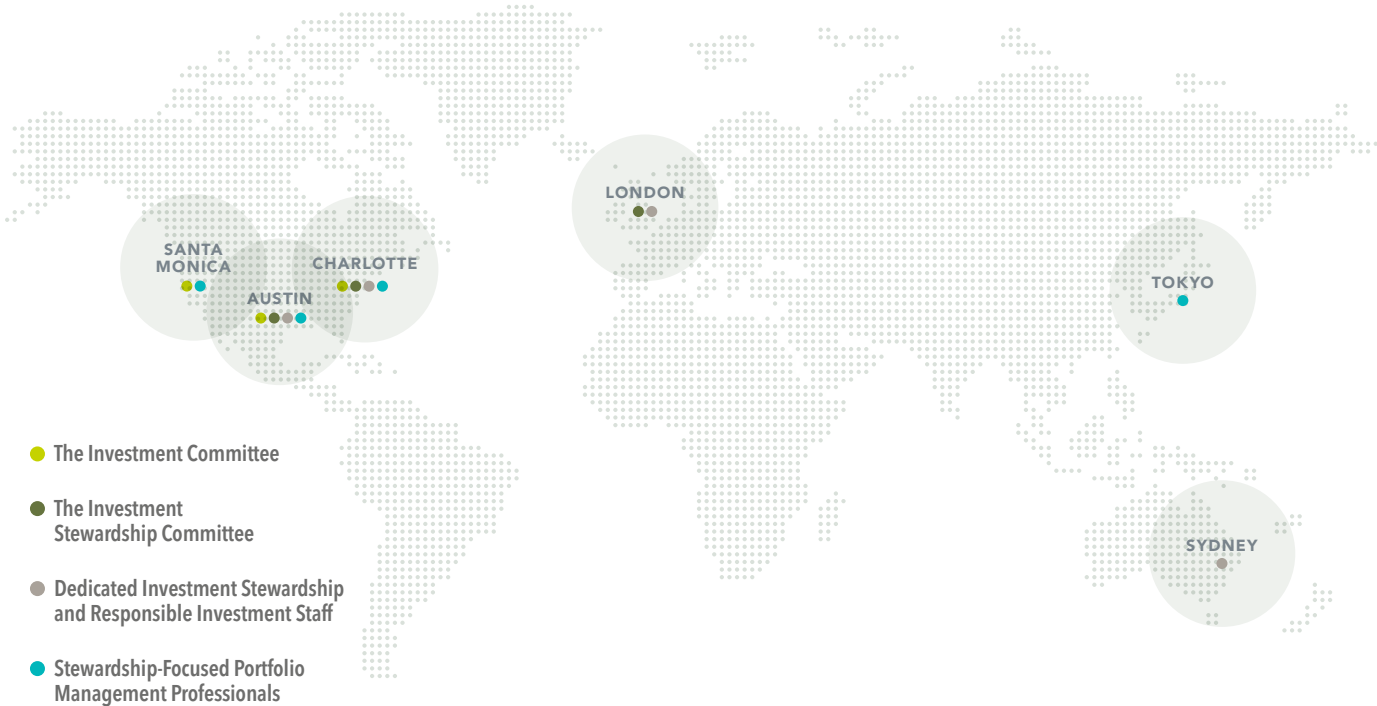 LONDON
SANTA
MONICA
CHARLOTTE
AUSTIN
TOKYO
SYDNEY
The Investment Committee
The Investment
Stewardship Committee
Dedicated Investment Stewardship
and Responsible Investment Staff
Stewardship-Focused Portfolio
Management Professionals